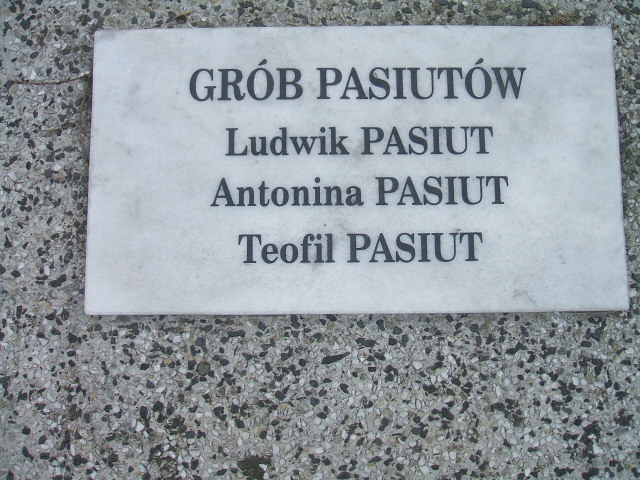 GRÓB PASIUTÓW
Ludwik PASIUT
Antonina PASIUT
Teofil PASIUT